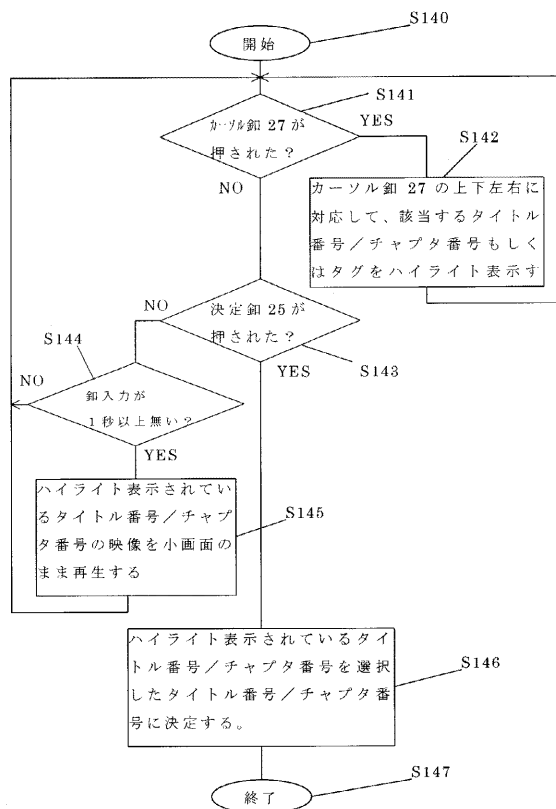 S140
開始
S141
カーソル釦 27 が
押された？
YES
NO
S142
カーソル釦 27 の上下左右に
対応して、該当するタイトル
番号／チャプタ番号もしく
はタグをハイライト表示す
決定釦 25 が
押された？
NO
YES
S143
S144
NO
釦入力が
1秒以上無い？
YES
S145
ハイライト表示されてい
るタイトル番号／チャプ
タ番号の映像を小画面の
まま再生する
S146
ハイライト表示されているタイ
トル番号／チャプタ番号を選択
したタイトル番号／チャプタ番
号に決定する。
S147
終了